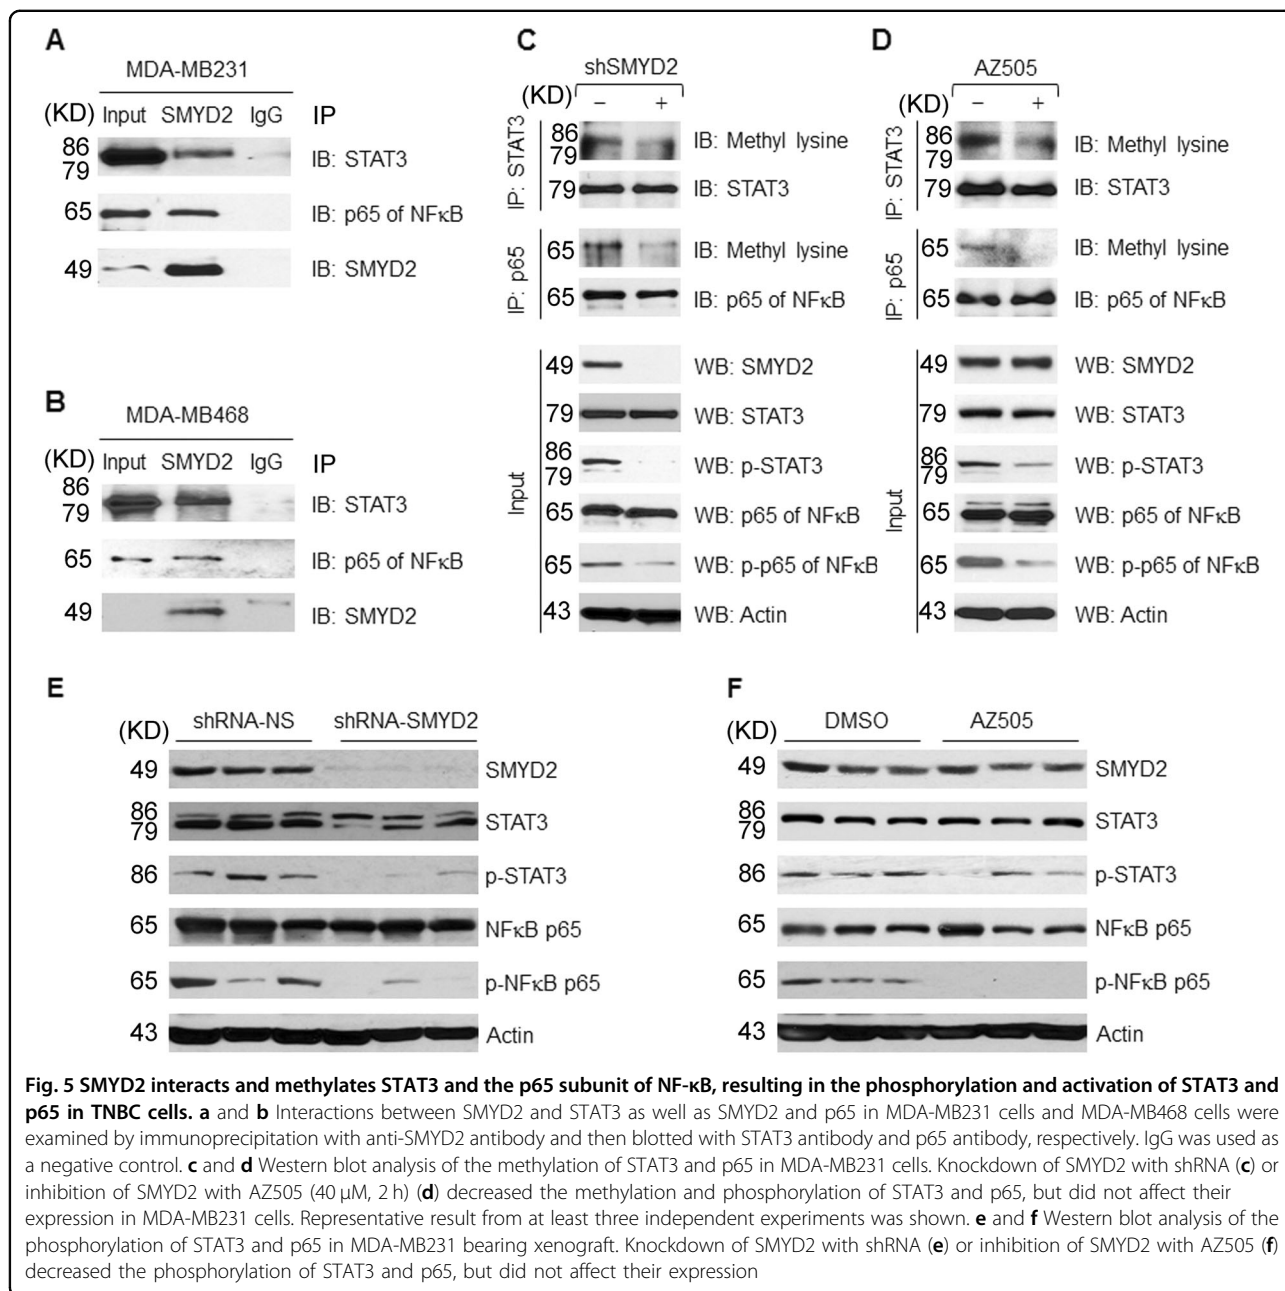 A
MDA-MB231
(KD) Input SMYD2 IgG IP
86
79
IB: STAT3
65 IB: p65 of NFκB
49 IB: SMYD2
B
MDA-MB468
(KD) Input SMYD2 IgG IP
86
79
IB: STAT3
65 IB: p65 of NFκB
49 IB: SMYD2
C
shSMYD2
(KD) − +
IP: STAT3
86
79
IB: Methyl lysine
79 IB: STAT3
IP: p65
65 IB: Methyl lysine
65 IB: p65 of NFκB
Input
49 WB: SMYD2
79 WB: STAT3
86
79
WB: p-STAT3
65 WB: p65 of NFκB
65 WB: p-p65 of NFκB
43 WB: Actin
D
AZ505
(KD) − +
IP: STAT3
86
79
IB: Methyl lysine
79 IB: STAT3
IP: p65
65 IB: Methyl lysine
65 IB: p65 of NFκB
Input
49 WB: SMYD2
79 WB: STAT3
86
79
WB: p-STAT3
65 WB: p65 of NFκB
65 WB: p-p65 of NFκB
43 WB: Actin
E
shRNA-NS shRNA-SMYD2
(KD)
49 SMYD2
86
79
STAT3
86 p-STAT3
65 NFκB p65
65 p-NFκB p65
43 Actin
F
DMSO AZ505
(KD)
49 SMYD2
86
79
STAT3
86 p-STAT3
65 NFκB p65
65 p-NFκB p65
43 Actin
Fig. 5 SMYD2 interacts and methylates STAT3 and the p65 subunit of NF-κB, resulting in the phosphorylation and activation of STAT3 and
p65 in TNBC cells. a and b Interactions between SMYD2 and STAT3 as well as SMYD2 and p65 in MDA-MB231 cells and MDA-MB468 cells were
examined by immunoprecipitation with anti-SMYD2 antibody and then blotted with STAT3 antibody and p65 antibody, respectively. IgG was used as
a negative control. c and d Western blot analysis of the methylation of STAT3 and p65 in MDA-MB231 cells. Knockdown of SMYD2 with shRNA (c) or
inhibition of SMYD2 with AZ505 (40 μM, 2 h) (d) decreased the methylation and phosphorylation of STAT3 and p65, but did not affect their
expression in MDA-MB231 cells. Representative result from at least three independent experiments was shown. e and f Western blot analysis of the
phosphorylation of STAT3 and p65 in MDA-MB231 bearing xenograft. Knockdown of SMYD2 with shRNA (e) or inhibition of SMYD2 with AZ505 (f)
decreased the phosphorylation of STAT3 and p65, but did not affect their expression